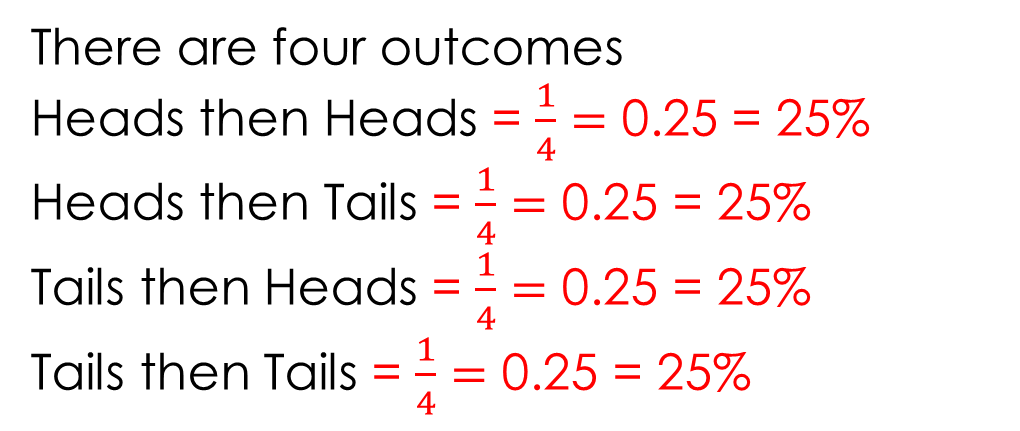 There are four outcomes
Heads then Heads = 1/4 = 0.25 = 25%
Heads then Tails = 1/4 = 0.25 = 25%
Tails then Heads = 1/4 = 0.25 = 25%
Tails then Tails = 1/4 = 0.25 = 25%